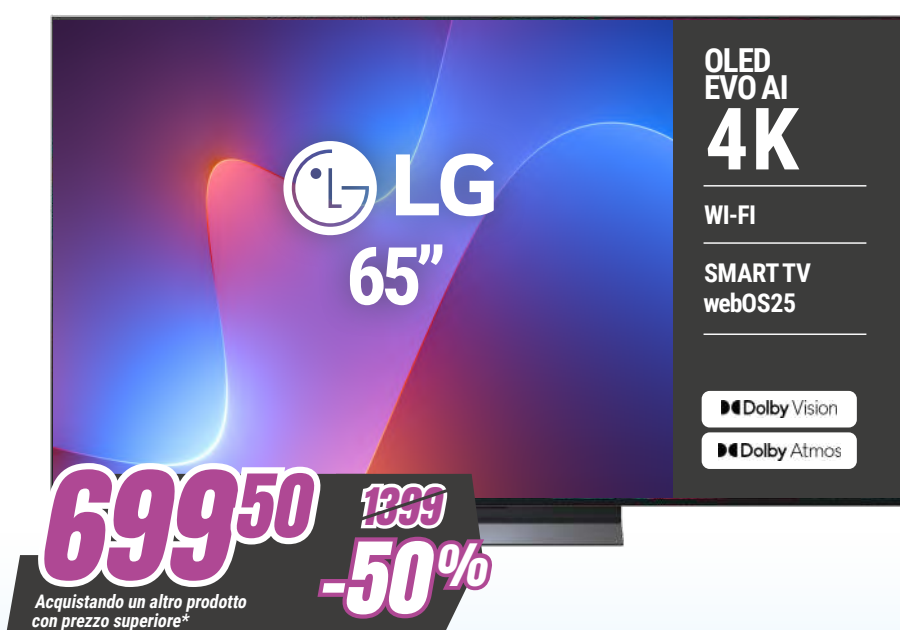 OLED
EVO AI
4K
WI-FI
SMART TV
webOS25
LG
65”
Dolby Vision
Dolby Atmos
69950
1399
-50%
Acquistando un altro prodotto
con prezzo superiore*